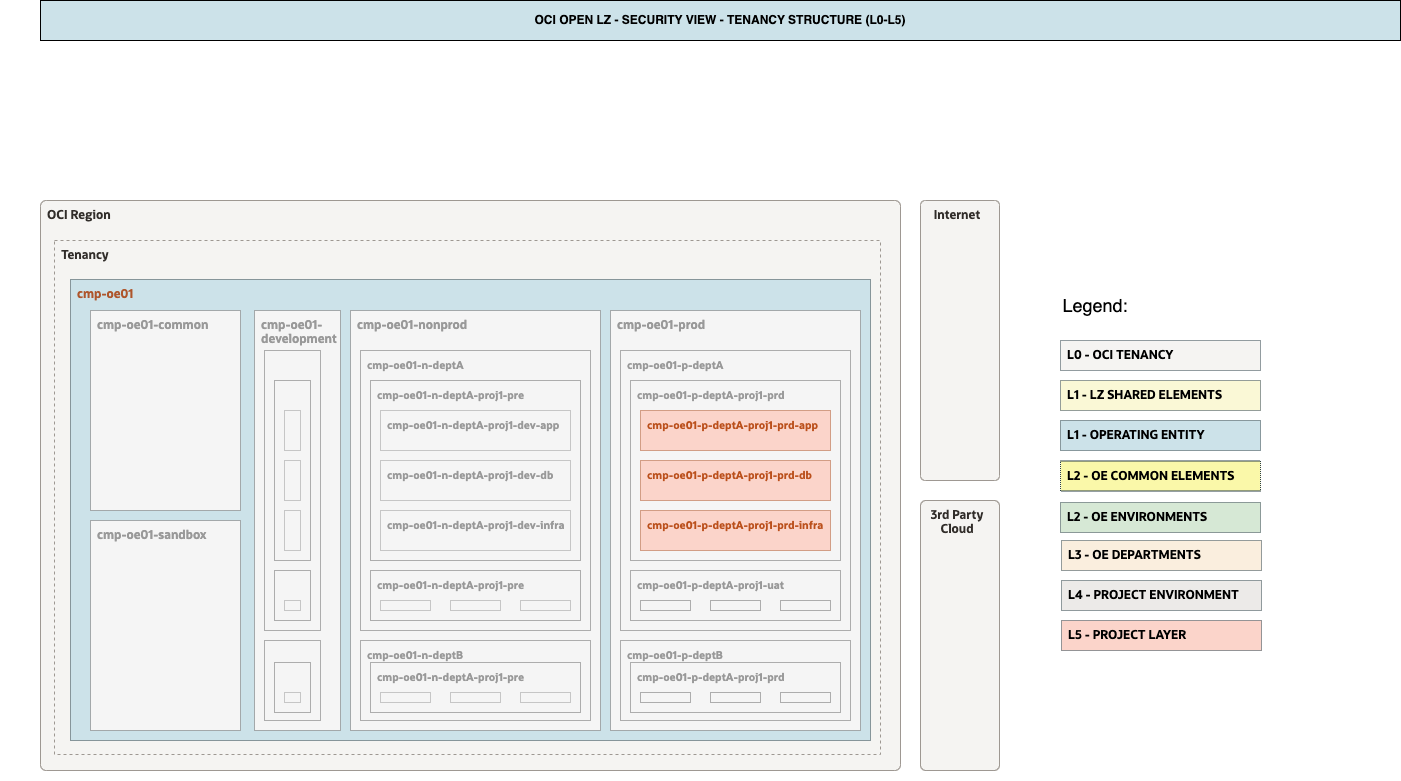 OCI OPEN LZ - SECURITY VIEW - TENANCY STRUCTURE (L0-L5)
OCI Region
Tenancy
cmp-oe01
cmp-oe01-common
cmp-oe01-sandbox
cmp-oe01-
development
cmp-oe01-nonprod
cmp-oe01-n-deptA
cmp-oe01-n-deptA-proj1-pre
cmp-oe01-n-deptA-proj1-dev-app
cmp-oe01-n-deptA-proj1-dev-db
cmp-oe01-n-deptA-proj1-dev-infra
cmp-oe01-n-deptA-proj1-pre
cmp-oe01-n-deptB
cmp-oe01-n-deptA-proj1-pre
cmp-oe01-prod
cmp-oe01-p-deptA
cmp-oe01-p-deptA-proj1-prd
cmp-oe01-p-deptA-proj1-prd-app
cmp-oe01-p-deptA-proj1-prd-db
cmp-oe01-p-deptA-proj1-prd-infra
cmp-oe01-p-deptA-proj1-uat
cmp-oe01-p-deptB
cmp-oe01-p-deptA-proj1-prd
Internet
3rd Party
Cloud
Legend:
L0 - OCI TENANCY
L1 - LZ SHARED ELEMENTS
L1 - OPERATING ENTITY
L2 - OE COMMON ELEMENTS
L2 - OE ENVIRONMENTS
L3 - OE DEPARTMENTS
L4 - PROJECT ENVIRONMENT
L5 - PROJECT LAYER